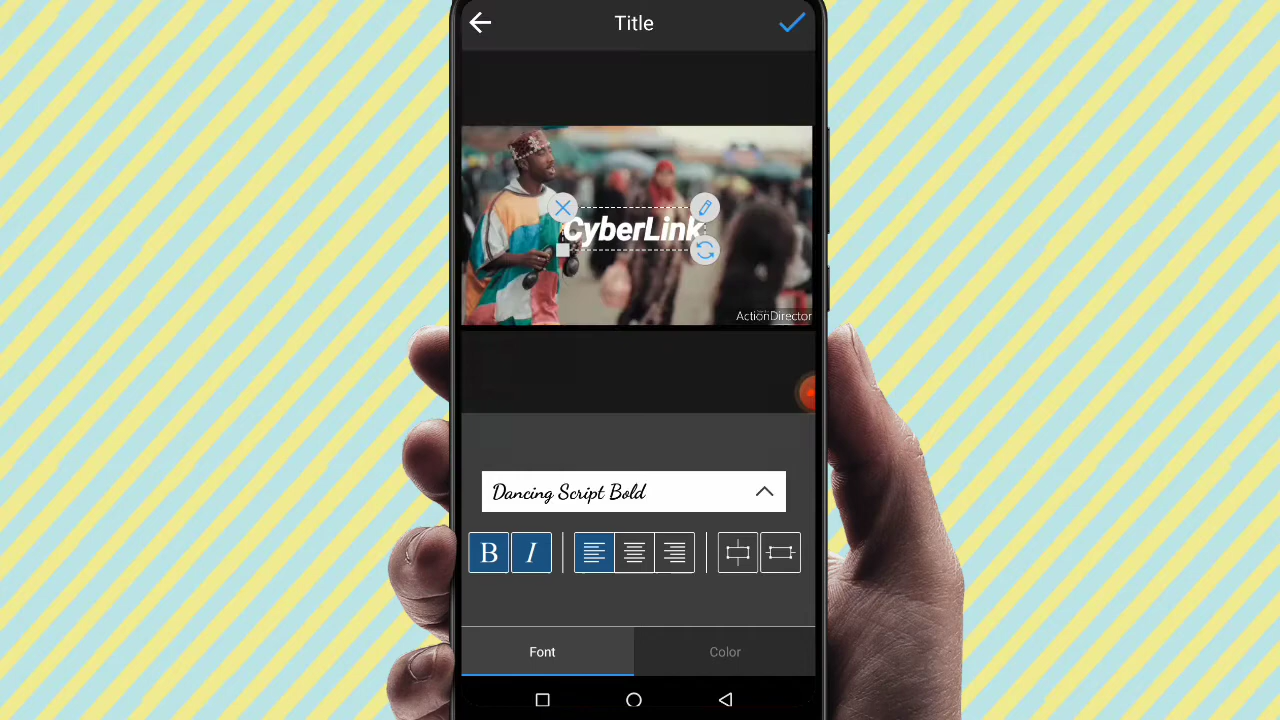 Title
CyberLink
ActionDirector
Dancing Script Bold
B I
Font Color